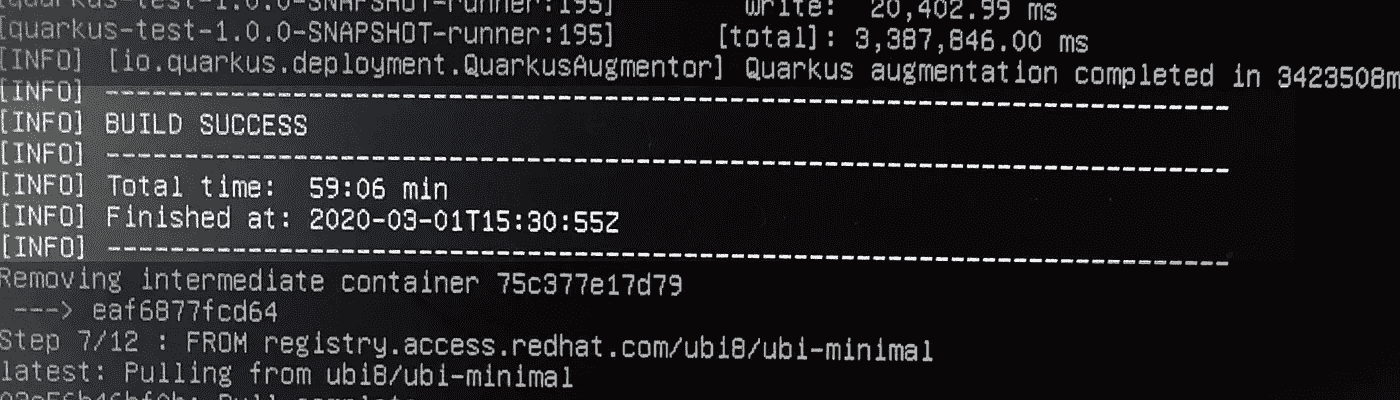 [quarkus-test-1.0.0-SNAPSHOT-runner:195] write: 20,402.99 ms
[quarkus-test-1.0.0-SNAPSHOT-runner:195] [total]: 3,387,846.00 ms
[INFO] [io.quarkus.deployment.QuarkusAugmentor] Quarkus augmentation completed in 3423508m
[INFO] ------------------------------------------------------------------------
[INFO] BUILD SUCCESS
[INFO] ------------------------------------------------------------------------
[INFO] Total time:  59:06 min
[INFO] Finished at: 2020-03-01T15:30:55Z
[INFO] ------------------------------------------------------------------------
Removing intermediate container 75c377e17d79
 ---> eaf6877fcd64
Step 7/12 : FROM registry.access.redhat.com/ubi8/ubi-minimal
latest: Pulling from ubi8/ubi-minimal
Pull complete